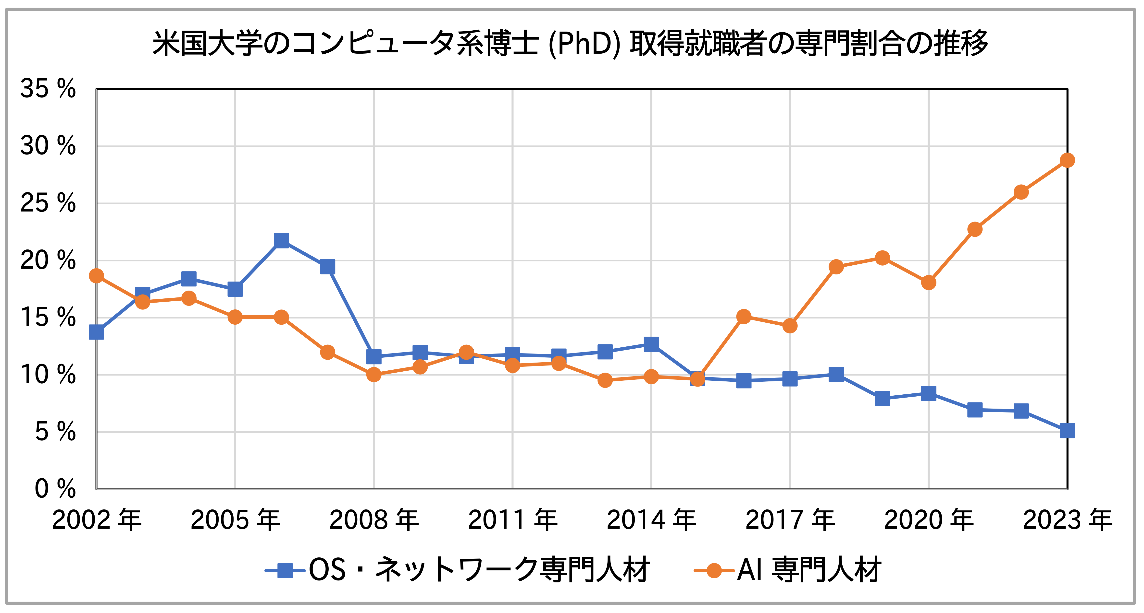 米国大学のコンピュータ系博士 (PhD) 取得就職者の専門割合の推移
35 %
30 %
25 %
20 %
15 %
10 %
5 %
0 %
2002 年 2005 年 2008 年 2011 年 2014 年 2017 年 2020 年 2023 年
OS・ネットワーク専門人材 AI 専門人材